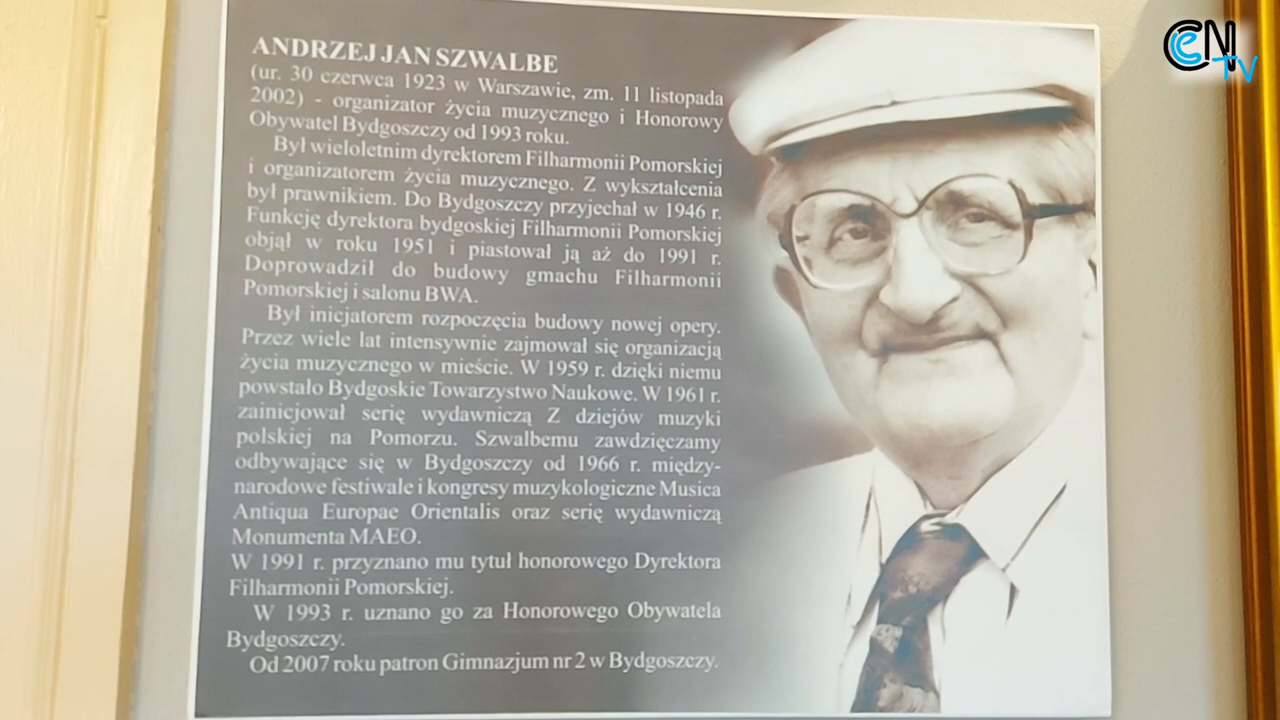 ANDRZEJ JAN SZWALBE
(ur. 30 czerwca 1923 w Warszawie, zm. 11 listopada
2002) - organizator życia muzycznego i Honorowy
Obywatel Bydgoszczy od 1993 roku.
Był wieloletnim dyrektorem Filharmonii Pomorskiej
i organizatorem życia muzycznego. Z wykształcenia
był prawnikiem. Do Bydgoszczy przyjechał w 1946 r.
Funkcję dyrektora bydgoskiej Filharmonii Pomorskiej
objął w roku 1951 i piastował ją aż do 1991 r.
Doprowadził do budowy gmachu Filharmonii
Pomorskiej i salonu BWA.
Był inicjatorem rozpoczęcia budowy nowej opery.
Przez wiele lat intensywnie zajmował się organizacją
życia muzycznego w mieście. W 1959 r. dzięki niemu
powstało Bydgoskie Towarzystwo Naukowe. W 1961 r.
zainicjował serię wydawniczą Z dziejów muzyki
polskiej na Pomorzu. Szwalbemu zawdzięczamy
odbywające się w Bydgoszczy od 1966 r. między-
narodowe festiwale i kongresy muzykologiczne Musica
Antiqua Europae Orientalis oraz serię wydawniczą
Monumenta MAEO.
W 1991 r. przyznano mu tytuł honorowego Dyrektora
Filharmonii Pomorskiej.
W 1993 r. uznano go za Honorowego Obywatela
Bydgoszczy.
Od 2007 roku patron Gimnazjum nr 2 w Bydgoszczy.
CeN TV